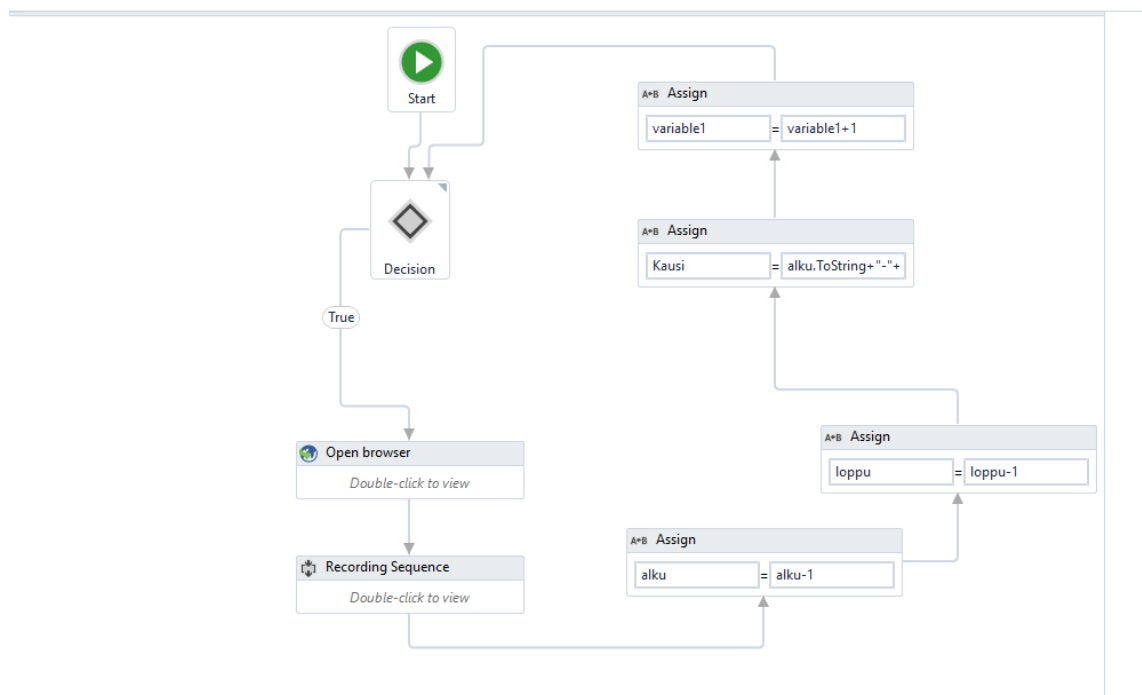 Start
Decision
True
Open browser
Double-click to view
Recording Sequence
Double-click to view
A+B Assign
alku = alku-1
A+B Assign
loppu = loppu-1
A+B Assign
Kausi = alku.ToString+"-"+
A+B Assign
variable1 = variable1+1